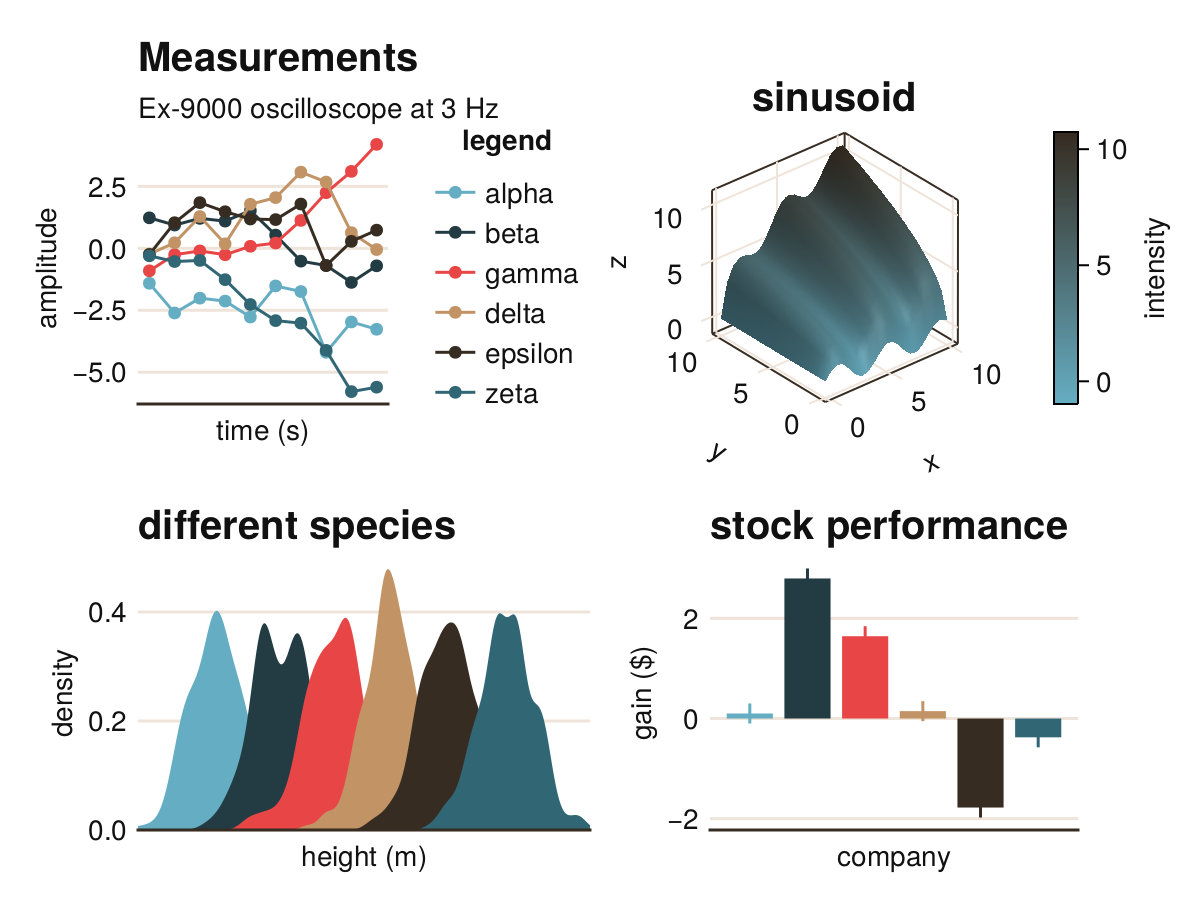 Measurements
Ex-9000 oscilloscope at 3 Hz
legend
alpha
beta
gamma
delta
epsilon
zeta
amplitude
2.5
0.0
−2.5
−5.0
time (s)
sinusoid
z
10
5
0
10
5
0
y
0
5
10
x
10
5
0
intensity
different species
density
0.4
0.2
0.0
height (m)
stock performance
gain ($)
2
0
−2
company